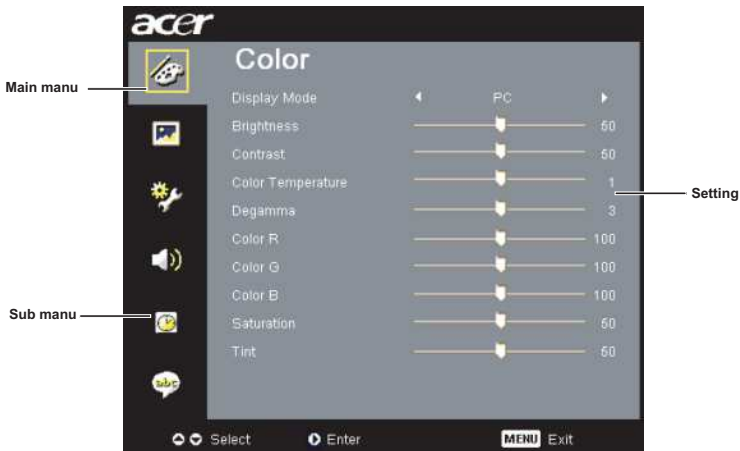 acer
Color
Main manu
Display Mode PC
Brightness 50
Contrast 50
Color Temperature 1
Setting
Degamma 3
Color R 100
Color G 100
Color B 100
Sub manu
Saturation 50
Tint 50
abc
Select Enter MENU Exit